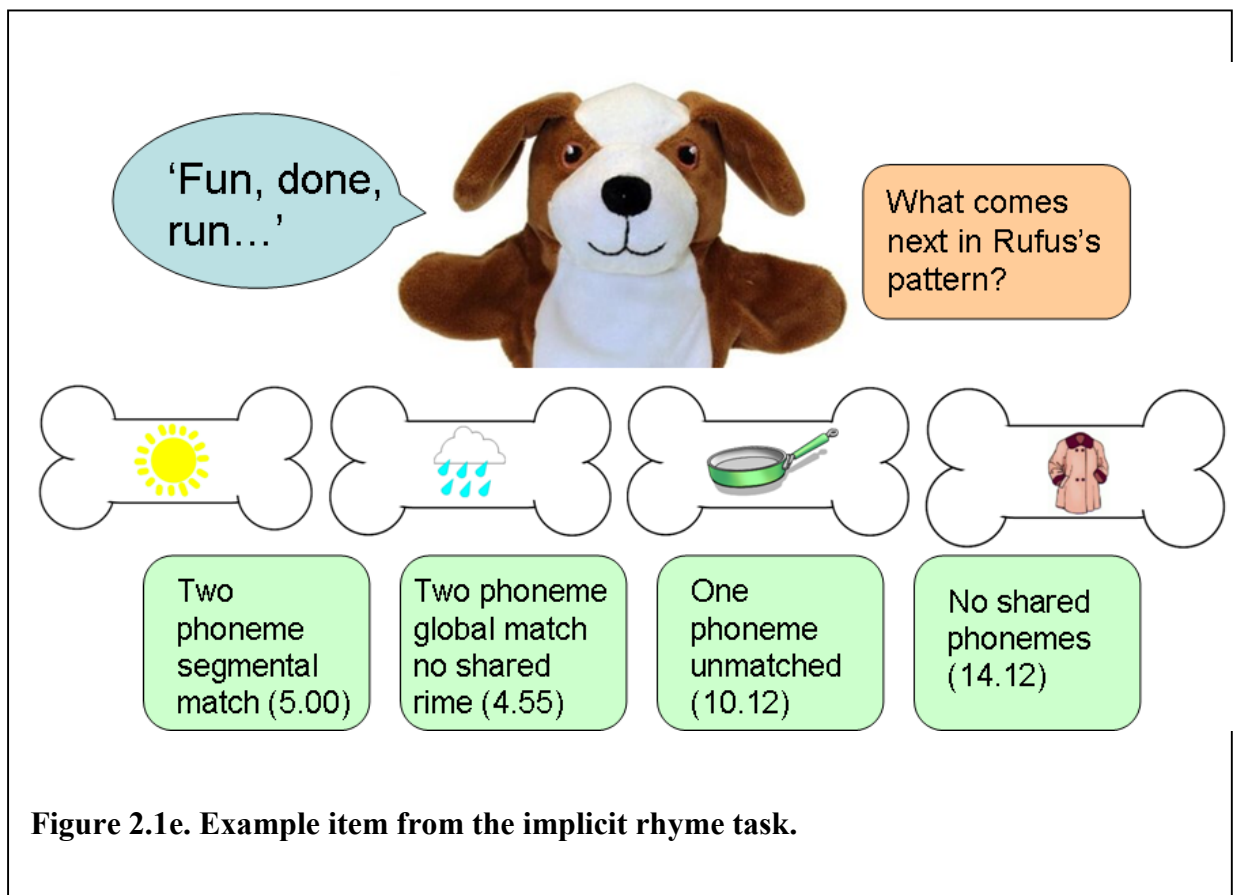 ‘Fun, done,
run…’
What comes
next in Rufus’s
pattern?
Two
phoneme
segmental
match (5.00)
Two phoneme
global match
no shared
rime (4.55)
One
phoneme
unmatched
(10.12)
No shared
phonemes
(14.12)
Figure 2.1e. Example item from the implicit rhyme task.